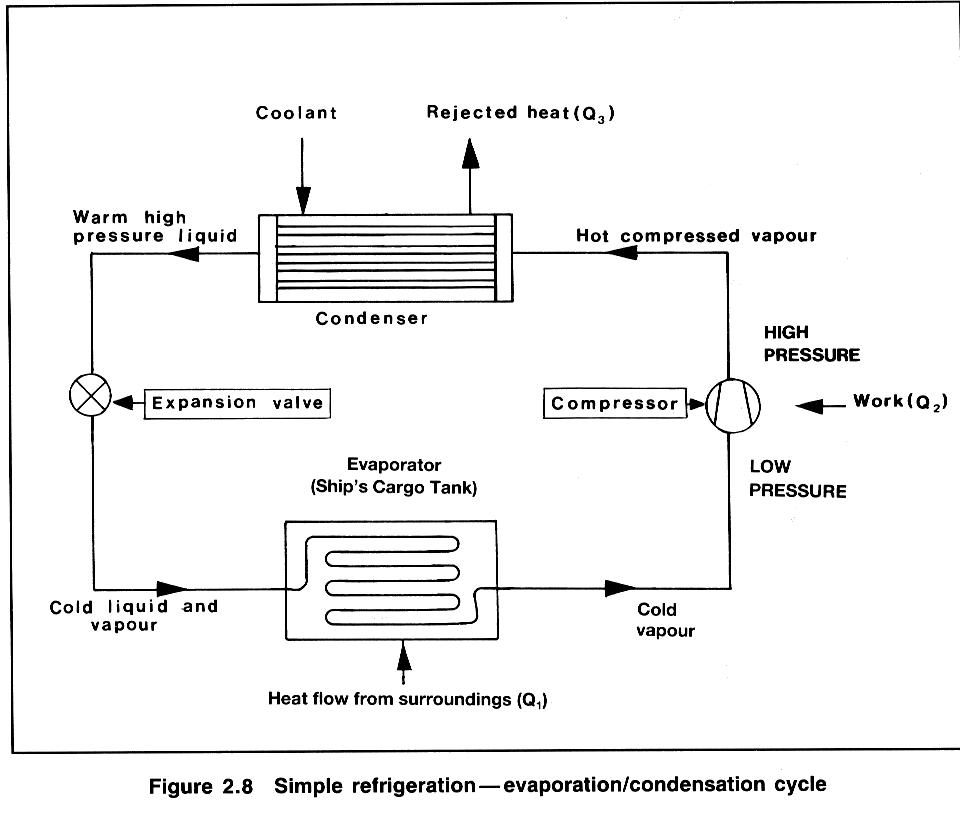 Coolant
Rejected heat (Q₃)
Warm high
pressure liquid
Hot compressed vapour
Condenser
HIGH
PRESSURE
Expansion valve
Compressor
Work (Q₂)
Evaporator
(Ship's Cargo Tank)
LOW
PRESSURE
Cold liquid and
vapour
Cold
vapour
Heat flow from surroundings (Q₁)
Figure 2.8 Simple refrigeration—evaporation/condensation cycle